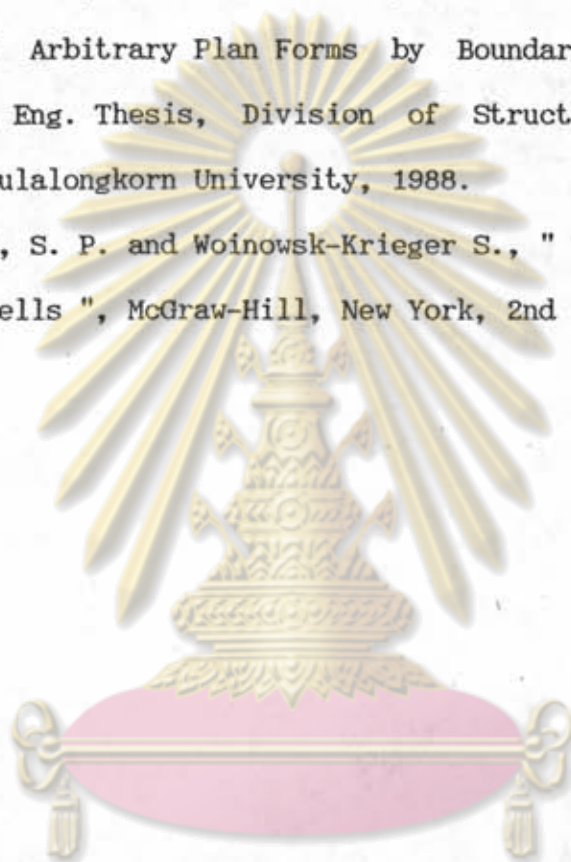 Arbitrary Plan Forms by Boundar
Eng. Thesis, Division of Struct
ulalongkorn University, 1988.
, S. P. and Woinowsk-Krieger S., "
ells ", McGraw-Hill, New York, 2nd